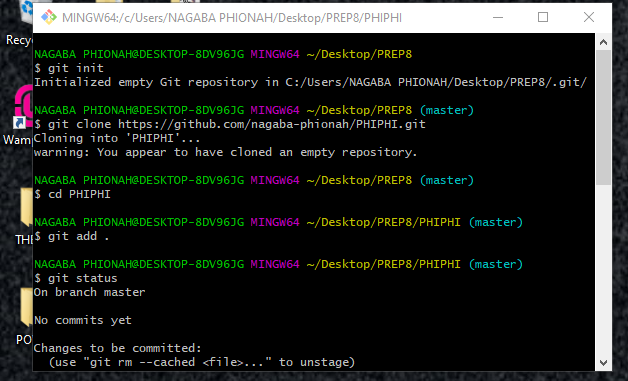 MINGW64:/c/Users/NAGABA PHIONAH/Desktop/PREP8/PHIPHI
Recyc
Wam
THE
PO
NAGABA PHIONAH@DESKTOP-8DV96JG MINGW64 ~/Desktop/PREP8
$ git init
Initialized empty Git repository in C:/Users/NAGABA PHIONAH/Desktop/PREP8/.git/
NAGABA PHIONAH@DESKTOP-8DV96JG MINGW64 ~/Desktop/PREP8 (master)
$ git clone https://github.com/nagaba-phionah/PHIPHI.git
Cloning into 'PHIPHI'...
warning: You appear to have cloned an empty repository.
NAGABA PHIONAH@DESKTOP-8DV96JG MINGW64 ~/Desktop/PREP8 (master)
$ cd PHIPHI
NAGABA PHIONAH@DESKTOP-8DV96JG MINGW64 ~/Desktop/PREP8/PHIPHI (master)
$ git add .
NAGABA PHIONAH@DESKTOP-8DV96JG MINGW64 ~/Desktop/PREP8/PHIPHI (master)
$ git status
On branch master
No commits yet
Changes to be committed:
(use "git rm --cached <file>..." to unstage)